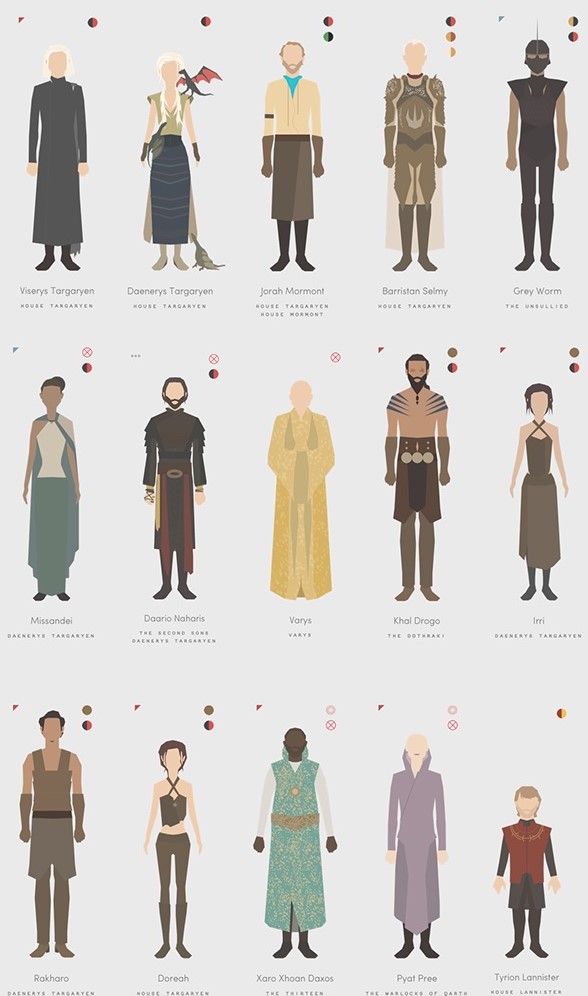 Viserys Targaryen
HOUSE TARGARYEN
Daenerys Targaryen
HOUSE TARGARYEN
Jorah Mormont
HOUSE TARGARYEN
HOUSE MORMONT
Barristan Selmy
HOUSE TARGARYEN
Grey Worm
THE UNSULLIED
Missandei
DAENERYS TARGARYEN
Daario Naharis
THE SECOND SONS
DAENERYS TARGARYEN
Varys
VARYS
Khal Drogo
THE DOTHRAKI
Irri
DAENERYS TARGARYEN
Rakharo
DAENERYS TARGARYEN
Doreah
HOUSE TARGARYEN
Xaro Xhoan Daxos
THE THIRTEEN
Pyat Pree
THE WARLOCKS OF QARTH
Tyrion Lannister
HOUSE LANNISTER